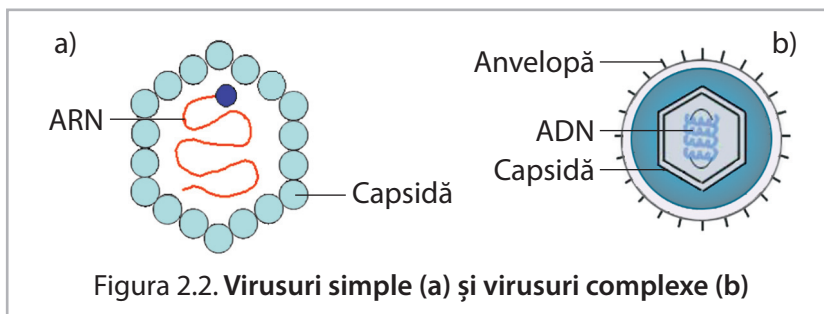 a)
ARN
Capsidă
b)
Anvelopă
ADN
Capsidă
Figura 2.2. Virusuri simple (a) și virusuri complexe (b)